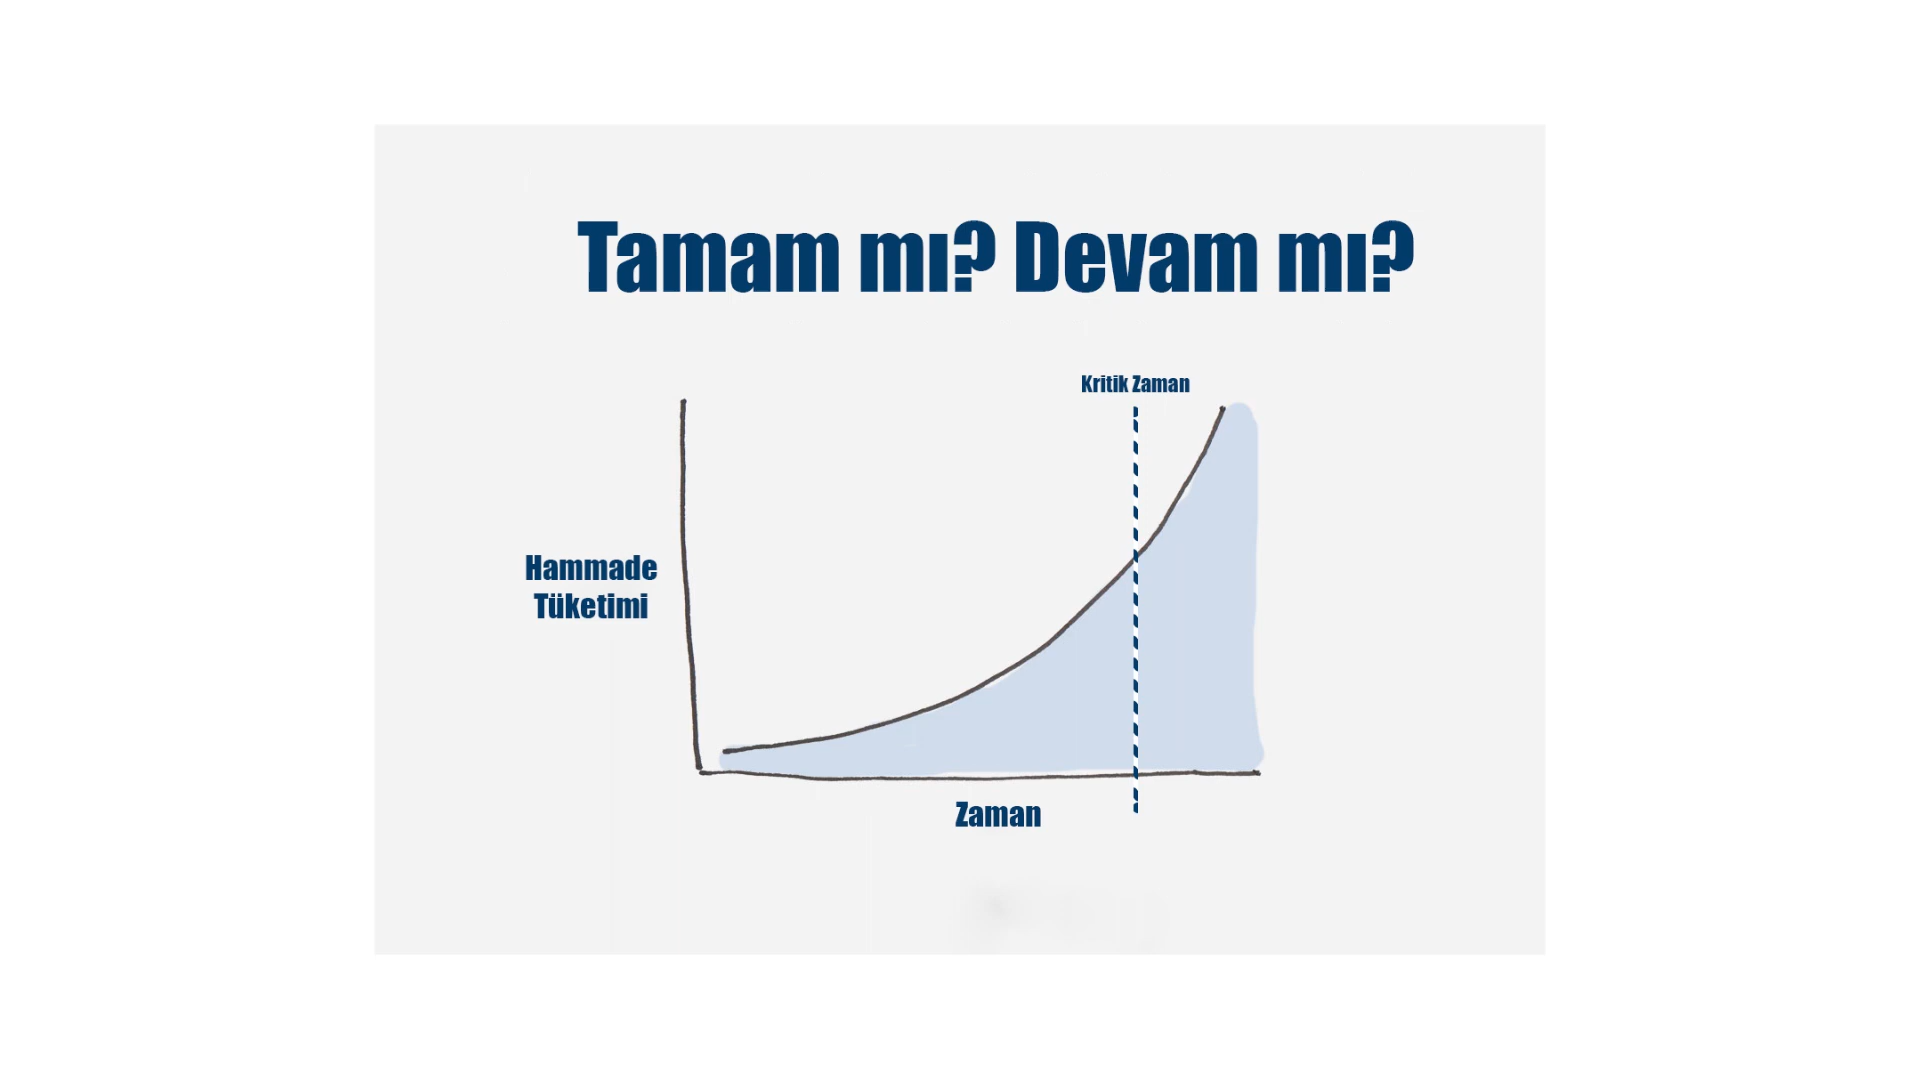 Tamam mı? Devam mı?
Kritik Zaman
Hammade
Tüketimi
Zaman